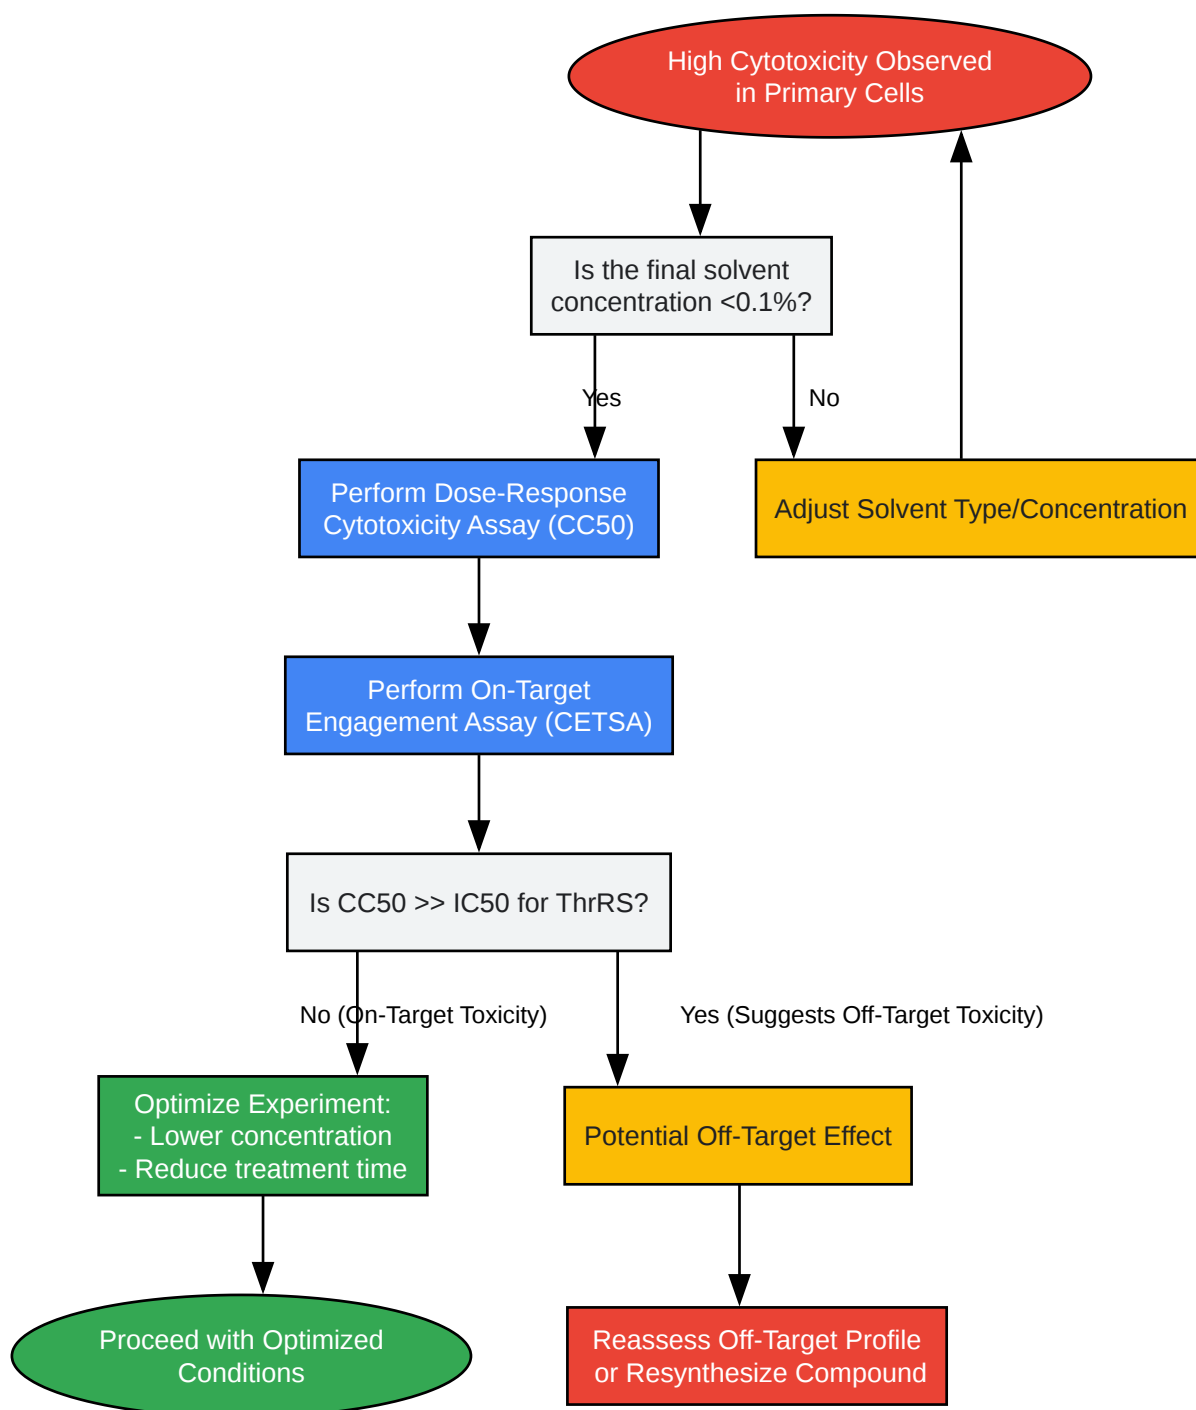 High Cytotoxicity Observed
in Primary Cells
Is the final solvent
concentration <0.1%?
Yes
No
Perform Dose-Response
Cytotoxicity Assay (CC50)
Adjust Solvent Type/Concentration
Perform On-Target
Engagement Assay (CETSA)
Is CC50 >> IC50 for ThrRS?
No (On-Target Toxicity)
Yes (Suggests Off-Target Toxicity)
Optimize Experiment:
- Lower concentration
- Reduce treatment time
Potential Off-Target Effect
Proceed with Optimized
Conditions
Reassess Off-Target Profile
or Resynthesize Compound